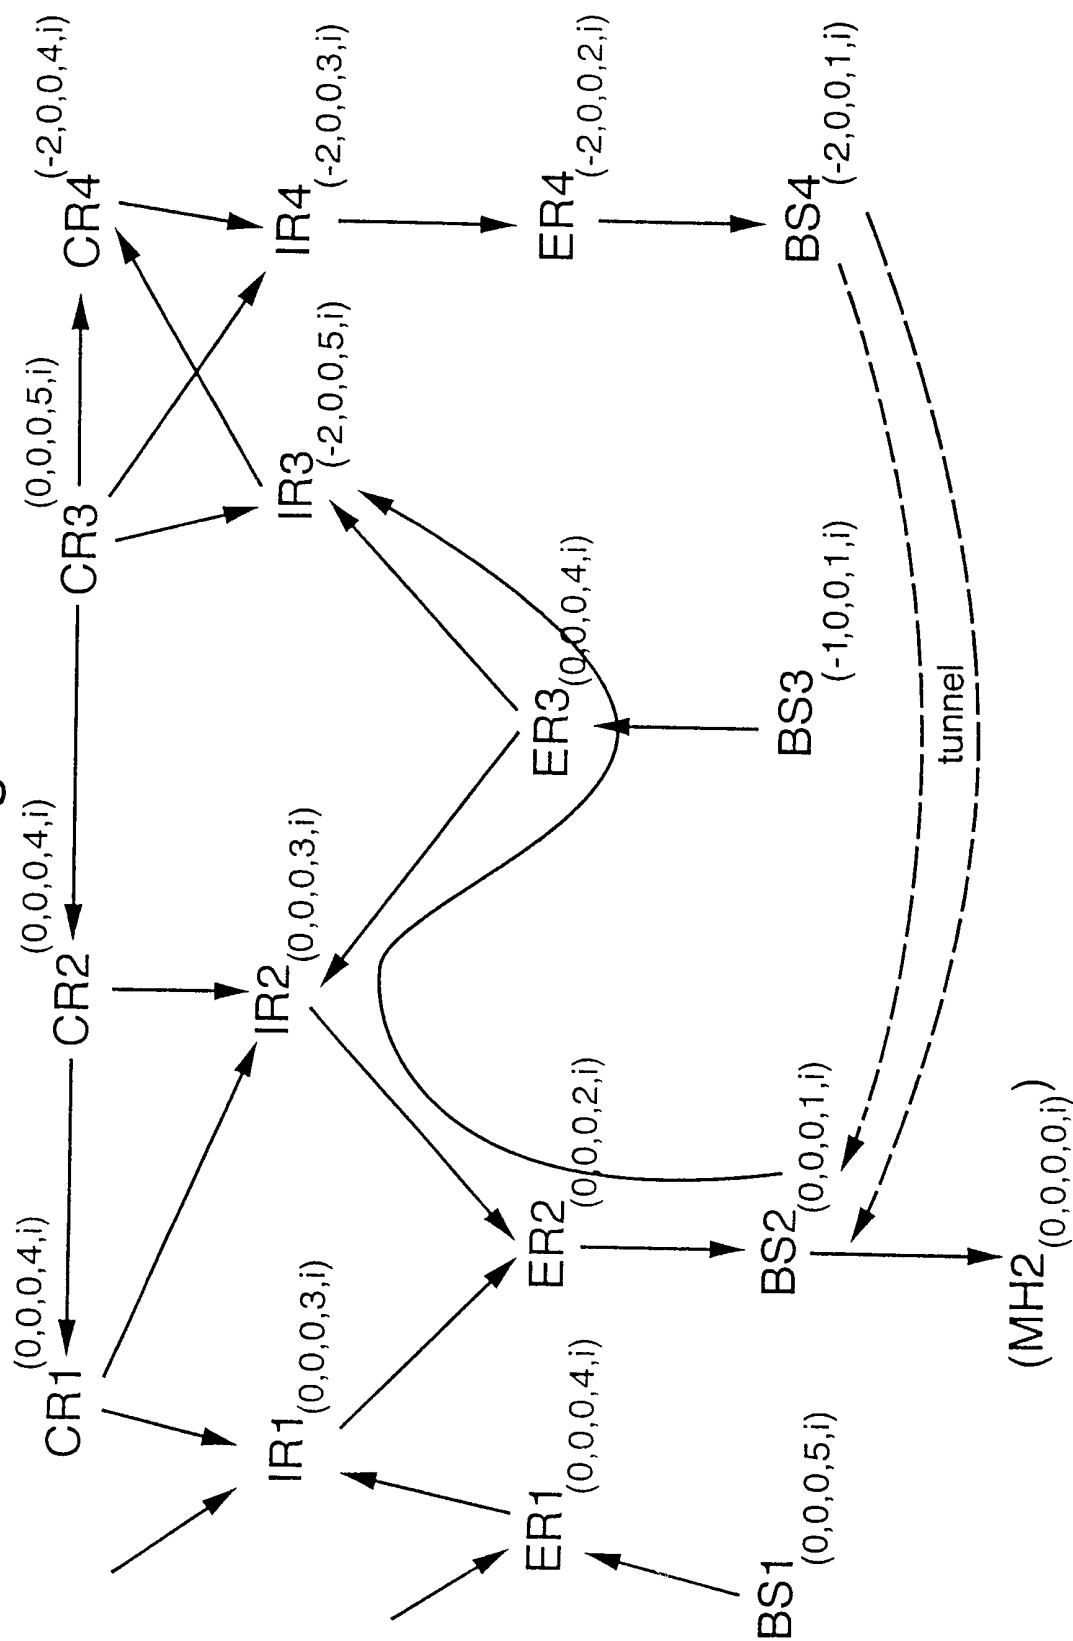 CR1(0,0,0,4,i)
CR2(0,0,0,4,i)
CR3(0,0,0,5,i)
CR4(-2,0,0,4,i)
IR1(0,0,0,3,i)
IR2(0,0,0,3,i)
IR3(-2,0,0,5,i)
IR4(-2,0,0,3,i)
ER1(0,0,0,4,i)
ER2(0,0,0,2,i)
ER3(0,0,0,4,i)
ER4(-2,0,0,2,i)
BS1(0,0,0,5,i)
BS2(0,0,0,1,i)
BS3(-1,0,0,1,i)
BS4(-2,0,0,1,i)
tunnel
(MH2(0,0,0,0,i))